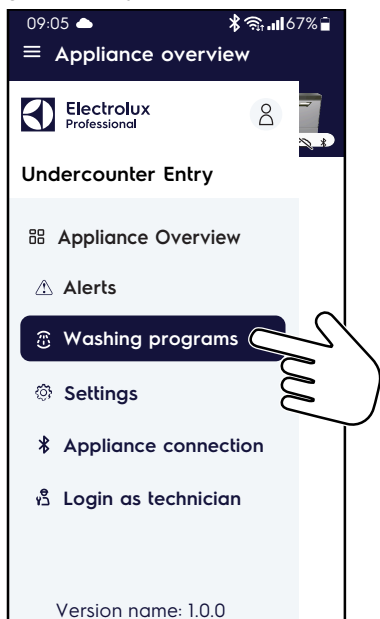 09:05 67%
Appliance overview
Electrolux
Professional
Undercounter Entry
Appliance Overview
Alerts
Washing programs
Settings
Appliance connection
Login as technician
Version name: 1.0.0